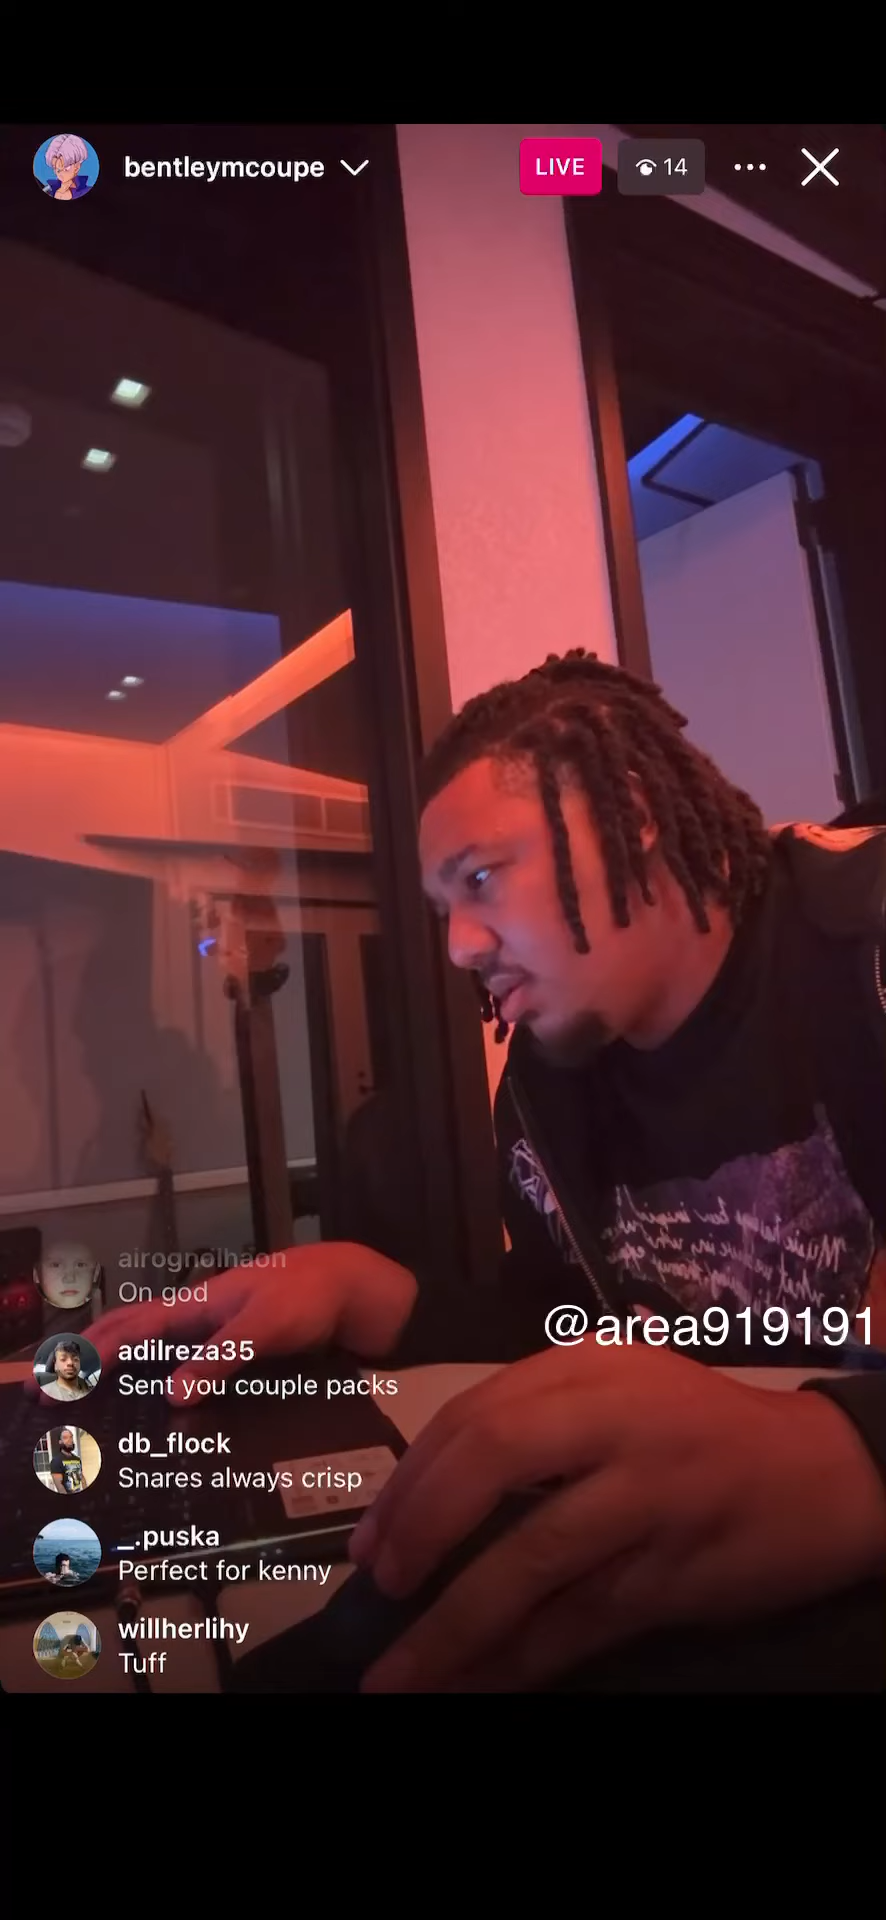 bentleymcoupe
LIVE
14
airognolhaon
On god
@area919191
adilreza35
Sent you couple packs
db_flock
Snares always crisp
_.puska
Perfect for kenny
willherlihy
Tuff